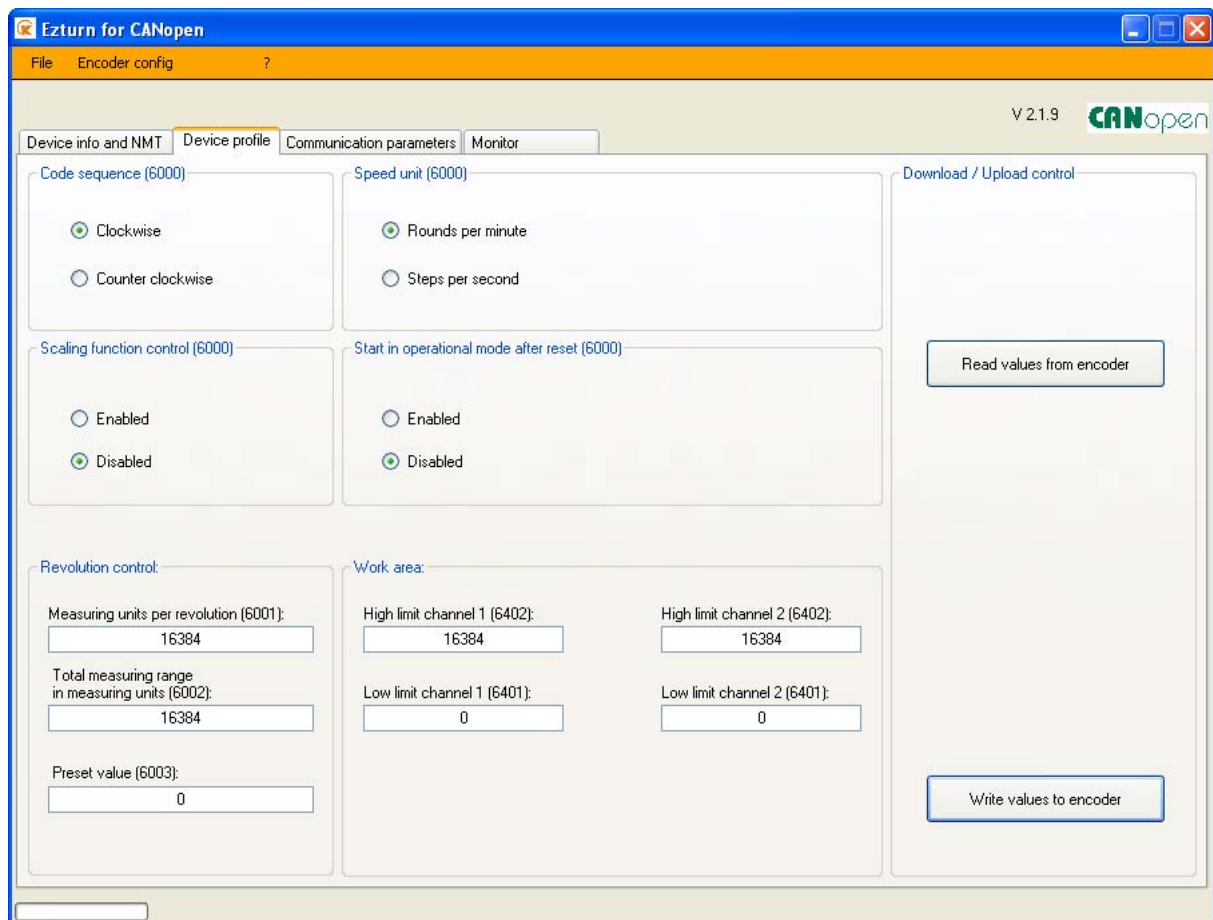 Ezturn for CANopen
File Encoder config ?
V 2.1.9 CANopen
Device info and NMT Device profile Communication parameters Monitor
Code sequence (6000)
Clockwise
Counter clockwise
Speed unit (6000)
Rounds per minute
Steps per second
Download / Upload control
Scaling function control (6000)
Enabled
Disabled
Start in operational mode after reset (6000)
Enabled
Disabled
Read values from encoder
Revolution control:
Measuring units per revolution (6001):
16384
Total measuring range
in measuring units (6002):
16384
Preset value (6003):
0
Work area:
High limit channel 1 (6402):
16384
High limit channel 2 (6402):
16384
Low limit channel 1 (6401):
0
Low limit channel 2 (6401):
0
Write values to encoder